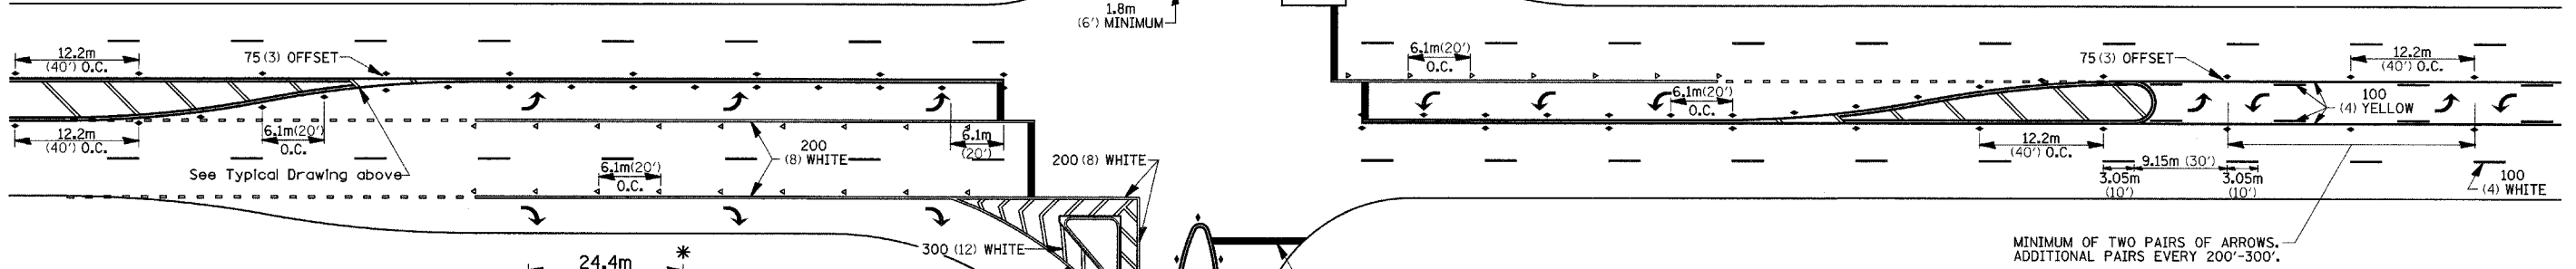 1.8m
(6') MINIMUM
12.2m
(40') O.C.
75 (3) OFFSET
12.2m
(40') O.C.
6.1m(20')
O.C.
See Typical Drawing above
6.1m(20')
O.C.
200
(8) WHITE
6.1m
(20')
200 (8) WHITE
300 (12) WHITE
24.4m
*
6.1m(20')
O.C.
6.1m(20')
O.C.
75 (3) OFFSET
12.2m
(40') O.C.
100
(4) YELLOW
12.2m
(40') O.C.
3.05m
(10')
9.15m (30')
3.05m
(10')
100
(4) WHITE
MINIMUM OF TWO PAIRS OF ARROWS.
ADDITIONAL PAIRS EVERY 200'-300'.